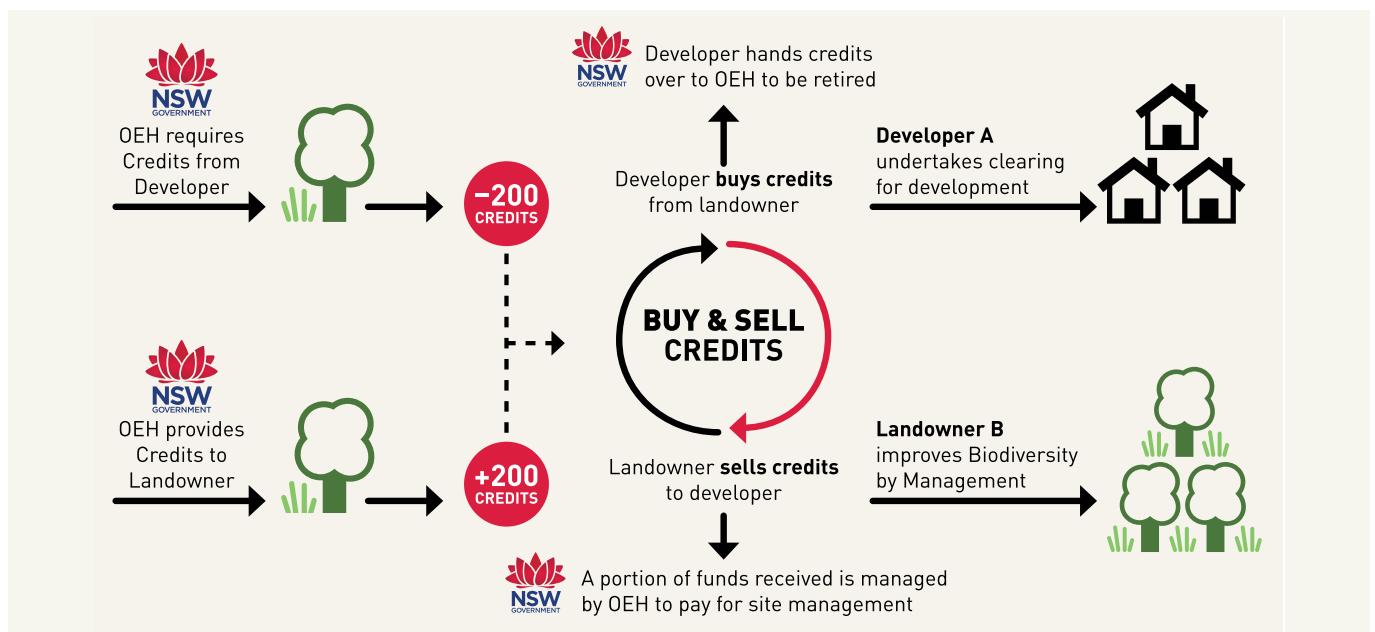 NSW
GOVERNMENT
OEH requires
Credits from
Developer
−200
CREDITS
NSW
GOVERNMENT
Developer hands credits
over to OEH to be retired
Developer buys credits
from landowner
Developer A
undertakes clearing
for development
BUY & SELL
CREDITS
NSW
GOVERNMENT
OEH provides
Credits to
Landowner
+200
CREDITS
Landowner sells credits
to developer
Landowner B
improves Biodiversity
by Management
NSW
GOVERNMENT
A portion of funds received is managed
by OEH to pay for site management